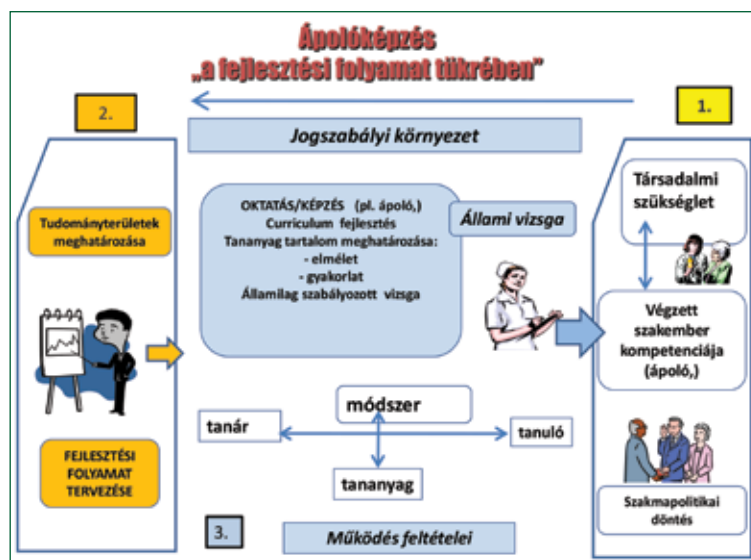 Ápolóképzés
„a fejlesztési folyamat tükrében"
2.
1.
Jogszabályi környezet
Tudományterületek
meghatározása
FEJLESZTÉSI
FOLYAMAT
TERVEZÉSE
OKTATÁS/KÉPZÉS (pl. ápoló,)
Curriculum fejlesztés
Tananyag tartalom meghatározása:
- elmélet
- gyakorlat
Államilag szabályozott vizsga
Állami vizsga
Társadalmi
szükséglet
Végzett
szakember
kompetenciája
(ápoló,)
Szakmapolitikai
döntés
módszer
tanár
tanuló
tananyag
3.
Működés feltételei